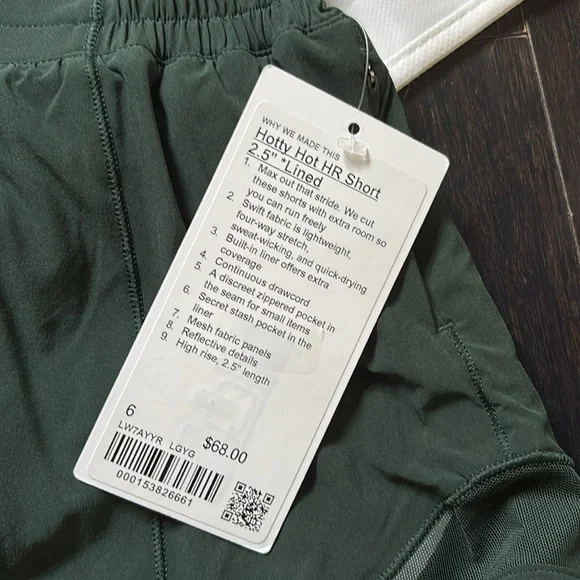 WHY WE MADE THIS
Hotty Hot HR Short
2.5" *Lined
1. Max out that stride. We cut
these shorts with extra room so
you can run freely
2. Swift fabric is lightweight,
four-way stretch,
sweat-wicking, and quick-drying
3. Built-in liner offers extra
coverage
4. Continuous drawcord
5. A discreet zippered pocket in
the seam for small items
6. Secret stash pocket in the
liner
7. Mesh fabric panels
8. Reflective details
9. High rise, 2.5" length
6
$68.00
LW7AYYR LGYG
000153826661